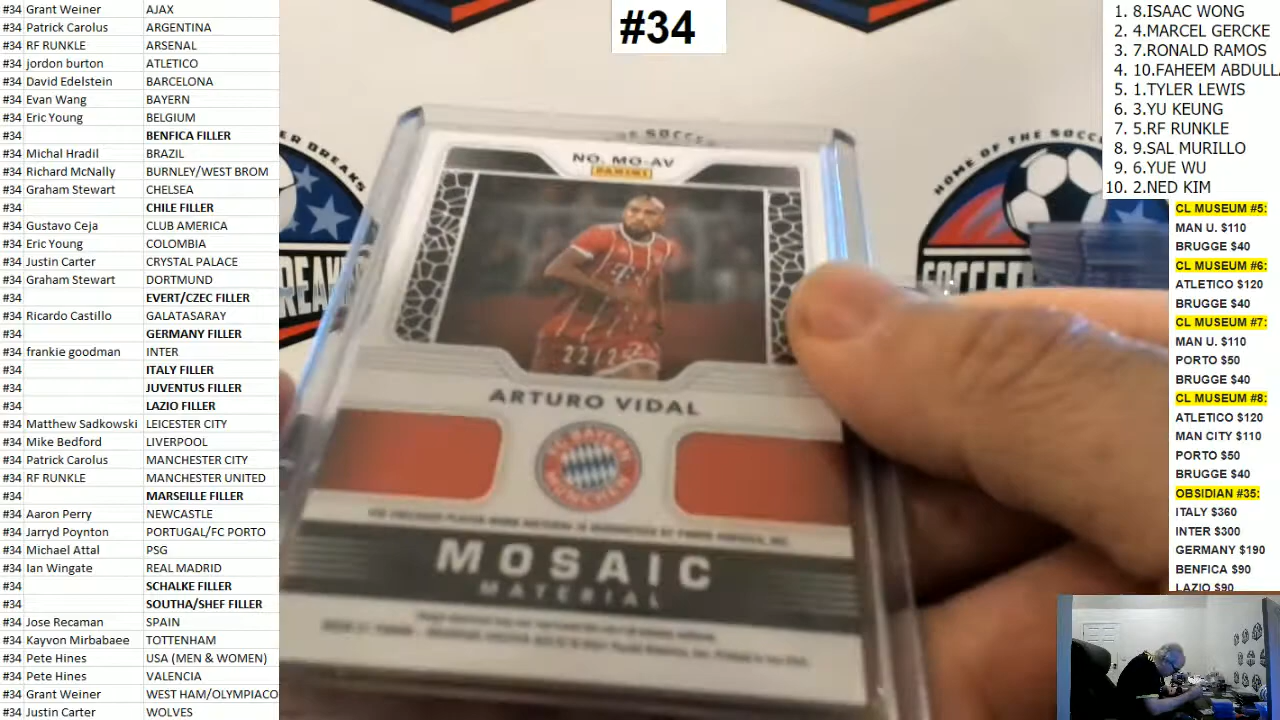 #34 Grant Weiner AJAX
#34 Patrick Carolus ARGENTINA
#34 RF RUNKLE ARSENAL
#34 jordon burton ATLETICO
#34 David Edelstein BARCELONA
#34 Evan Wang BAYERN
#34 Eric Young BELGIUM
#34 BENFICA FILLER
#34 Michal Hradil BRAZIL
#34 Richard McNally BURNLEY/WEST BROM
#34 Graham Stewart CHELSEA
#34 CHILE FILLER
#34 Gustavo Ceja CLUB AMERICA
#34 Eric Young COLOMBIA
#34 Justin Carter CRYSTAL PALACE
#34 Graham Stewart DORTMUND
#34 EVERT/CZEC FILLER
#34 Ricardo Castillo GALATASARAY
#34 GERMANY FILLER
#34 frankie goodman INTER
#34 ITALY FILLER
#34 JUVENTUS FILLER
#34 LAZIO FILLER
#34 Matthew Sadkowski LEICESTER CITY
#34 Mike Bedford LIVERPOOL
#34 Patrick Carolus MANCHESTER CITY
#34 RF RUNKLE MANCHESTER UNITED
#34 MARSEILLE FILLER
#34 Aaron Perry NEWCASTLE
#34 Jarryd Poynton PORTUGAL/FC PORTO
#34 Michael Attal PSG
#34 Ian Wingate REAL MADRID
#34 SCHALKE FILLER
#34 SOUTHA/SHEF FILLER
#34 Jose Recaman SPAIN
#34 Kayvon Mirbabaee TOTTENHAM
#34 Pete Hines USA (MEN & WOMEN)
#34 Pete Hines VALENCIA
#34 Grant Weiner WEST HAM/OLYMPIACO
#34 Justin Carter WOLVES
#34
NO. MO-AV
PANINI
22/25
ARTURO VIDAL
MOSAIC
MATERIAL
HOME OF THE SOCCE
SOCCE
BREAK
1. 8.ISAAC WONG
2. 4.MARCEL GERCKE
3. 7.RONALD RAMOS
4. 10.FAHEEM ABDULL
5. 1.TYLER LEWIS
6. 3.YU KEUNG
7. 5.RF RUNKLE
8. 9.SAL MURILLO
9. 6.YUE WU
10. 2.NED KIM
CL MUSEUM #5:
MAN U. $110
BRUGGE $40
CL MUSEUM #6:
ATLETICO $120
BRUGGE $40
CL MUSEUM #7:
MAN U. $110
PORTO $50
BRUGGE $40
CL MUSEUM #8:
ATLETICO $120
MAN CITY $110
PORTO $50
BRUGGE $40
OBSIDIAN #35:
ITALY $360
INTER $300
GERMANY $190
BENFICA $90
LAZIO $90